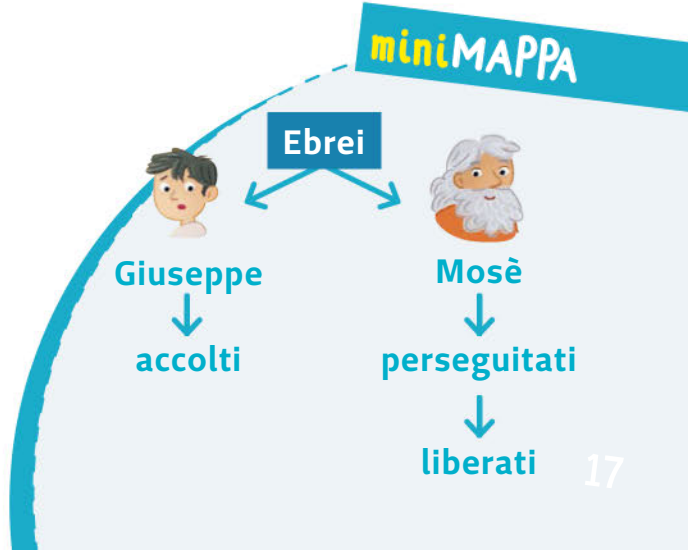 miniMAPPA
Ebrei
Giuseppe
Mosè
accolti
perseguitati
liberati
17